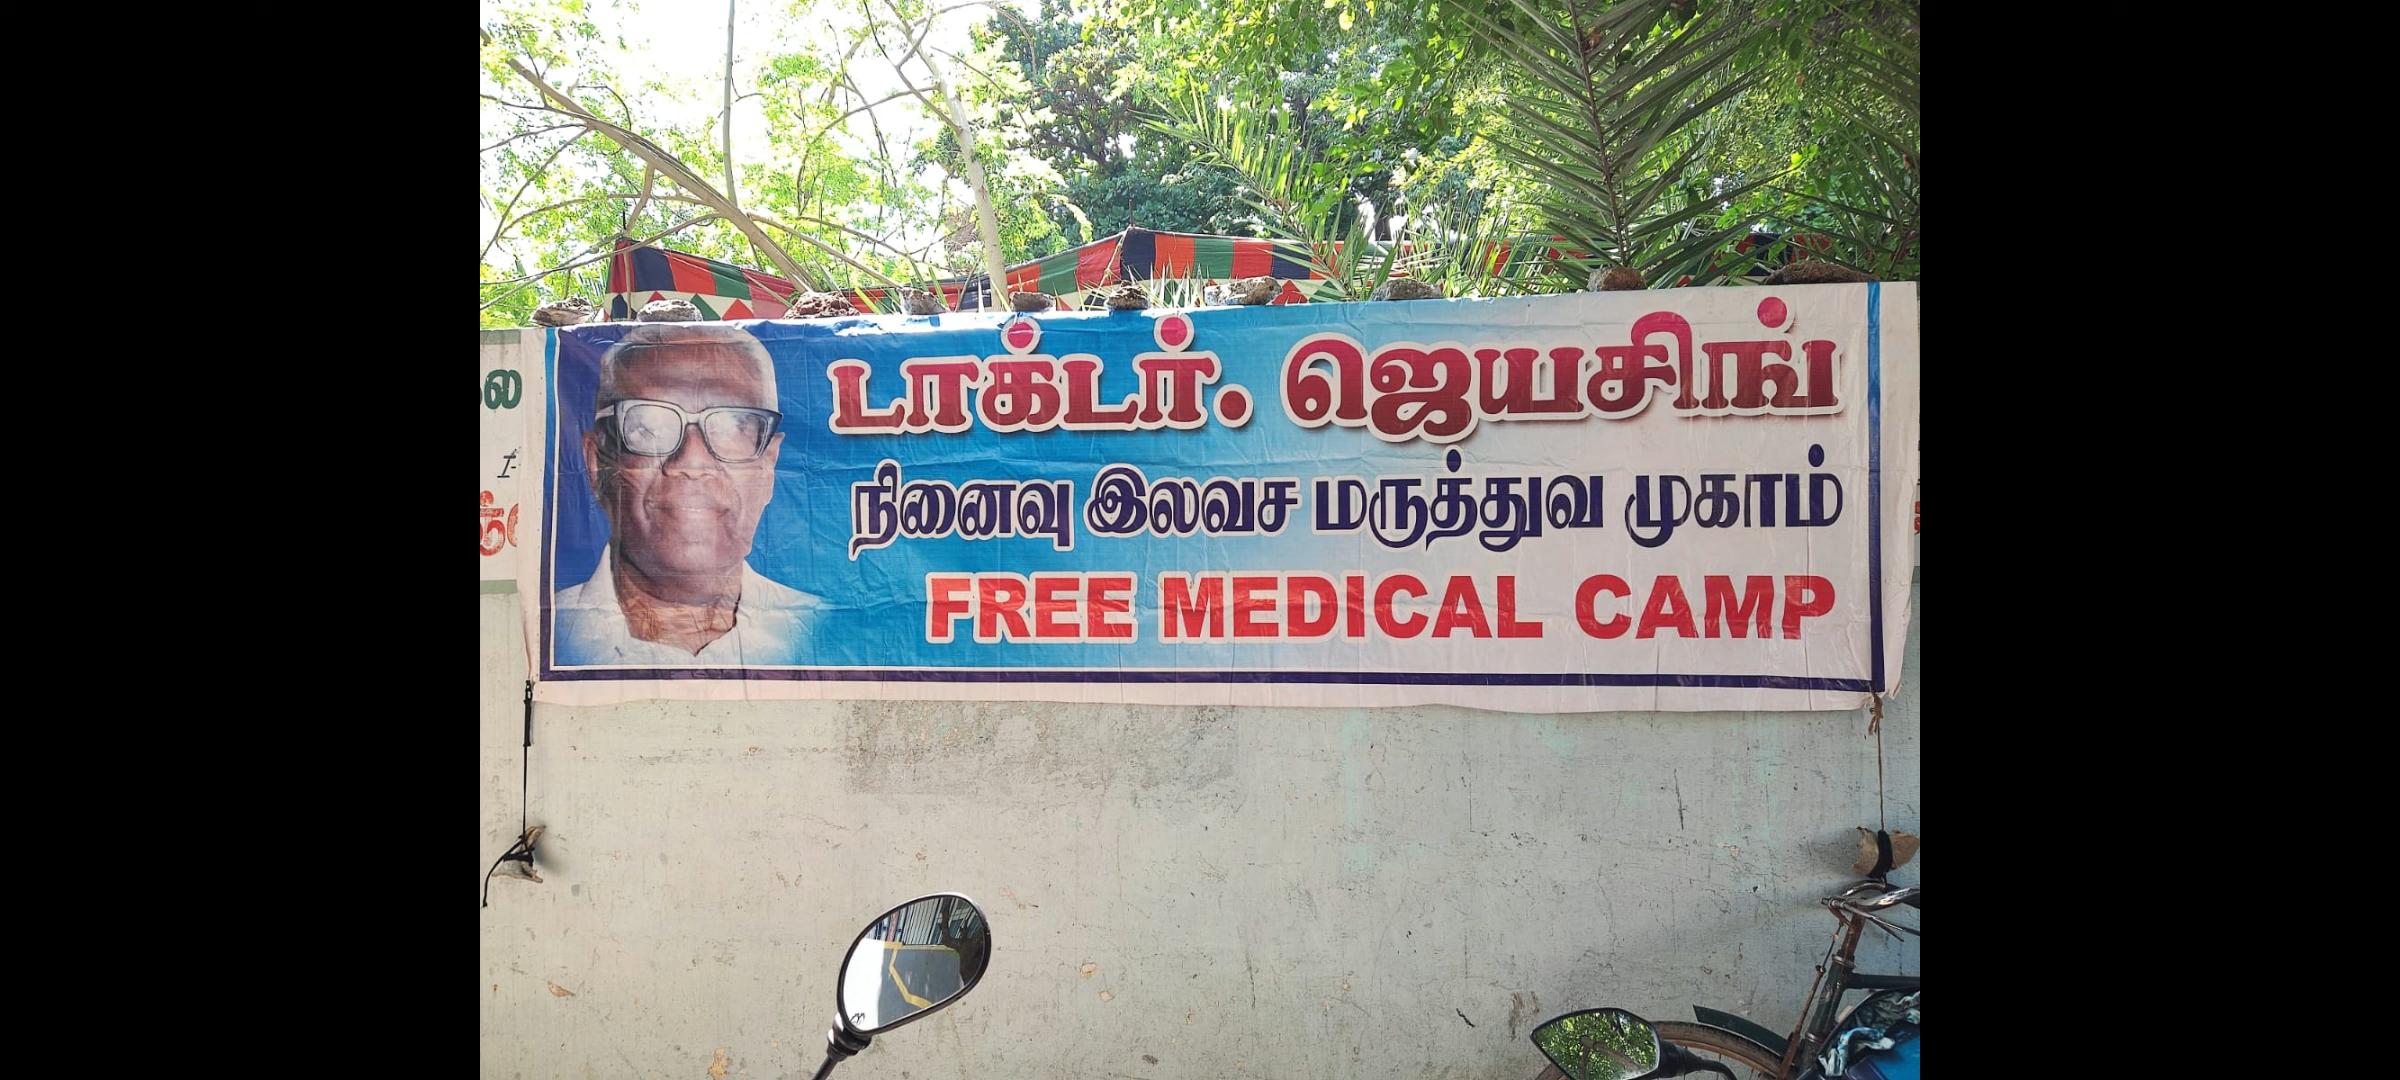 டாக்டர். ஜெயசிங்
நினைவு இலவச மருத்துவ முகாம்
FREE MEDICAL CAMP